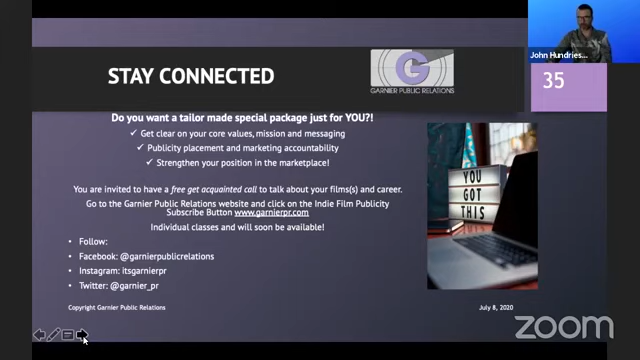 John Hundries...
STAY CONNECTED
G
GARNIER PUBLIC RELATIONS
35
Do you want a tailor made special package just for YOU?!
✓ Get clear on your core values, mission and messaging
✓ Publicity placement and marketing accountability
✓ Strengthen your position in the marketplace!
You are invited to have a free get acquainted call to talk about your films(s) and career.
Go to the Garnier Public Relations website and click on the Indie Film Publicity
Subscribe Button www.garnierpr.com
Individual classes and will soon be available!
• Follow:
• Facebook: @garnierpublicrelations
• Instagram: itsgarnierpr
• Twitter: @garnier_pr
YOU
GOT
THIS
Copyright Garnier Public Relations
July 8, 2020
zoom